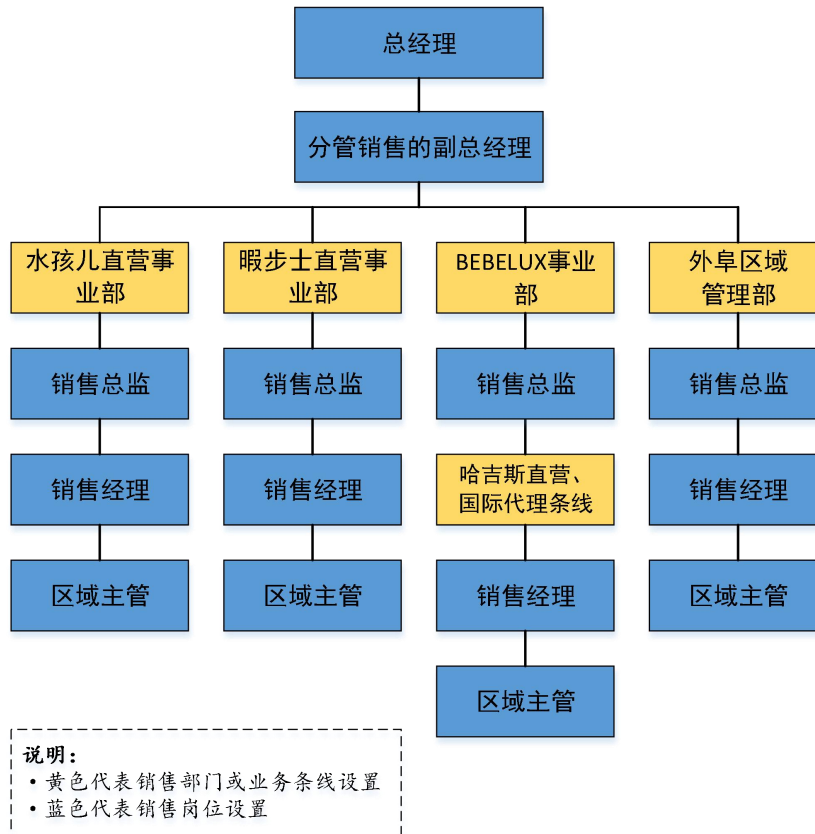 总经理
分管销售的副总经理
水孩儿直营事
业部
暇步士直营事
业部
BEBELUX事业
部
外阜区域
管理部
销售总监
销售总监
销售总监
销售总监
销售经理
销售经理
哈吉斯直营、
国际代理条线
销售经理
区域主管
区域主管
销售经理
区域主管
区域主管
说明：
•黄色代表销售部门或业务条线设置
•蓝色代表销售岗位设置